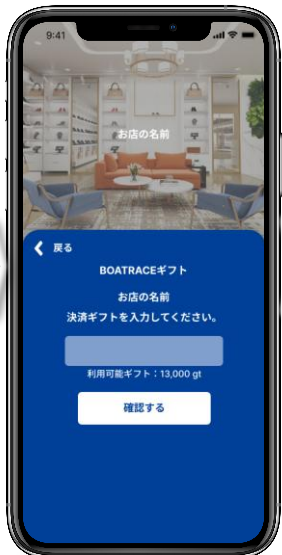 9:41
お店の名前
戻る
BOATRACEギフト
お店の名前
決済ギフトを入力してください。
利用可能ギフト：13,000 gt
確認する